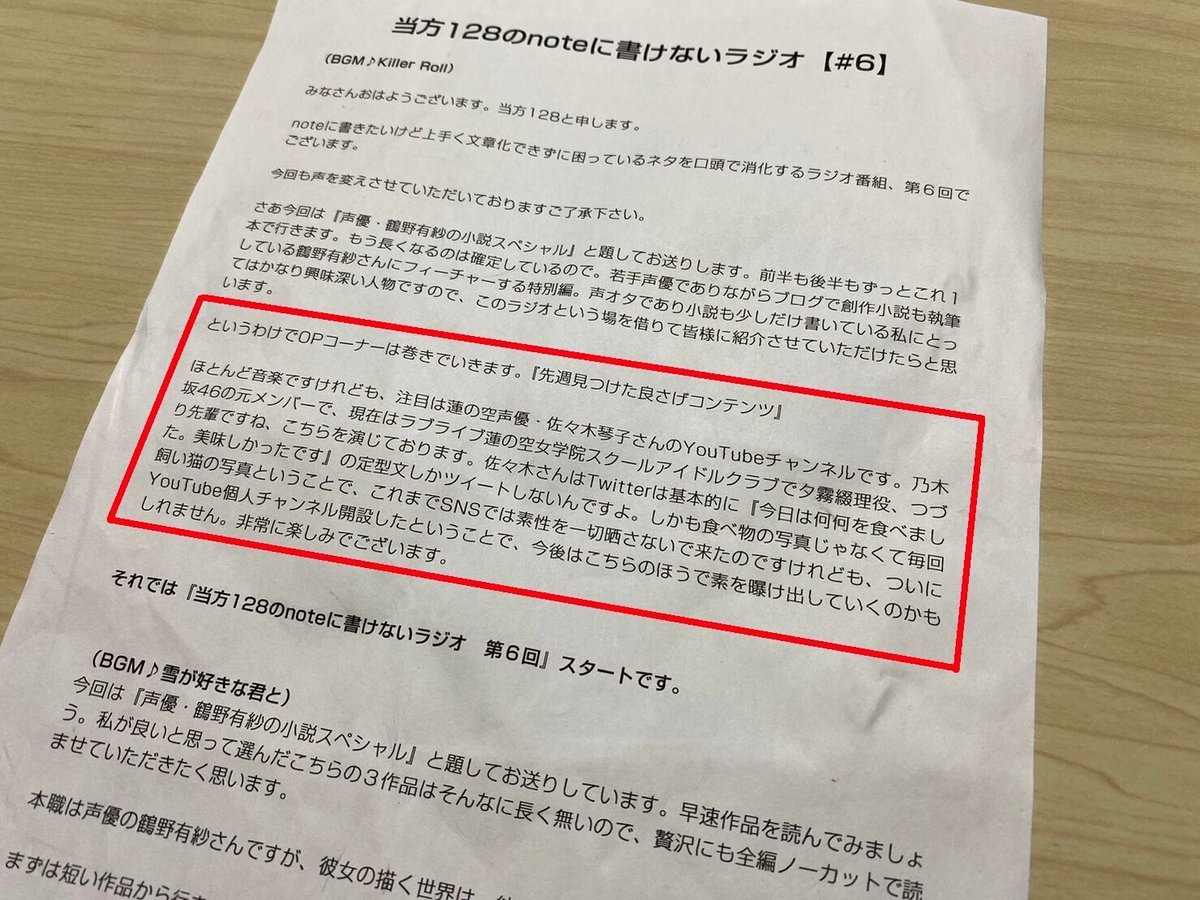 当方128のnoteに書けないラジオ【#6】
(BGM♪Killer Roll)
みなさんおはようございます。当方128と申します。
noteに書きたいけど上手く文章化できずに困っているネタを口頭で消化するラジオ番組、第6回で
ございます。
今回も声を変えさせていただいておりますご了承下さい。
さあ今回は『声優・鶴野有紗の小説スペシャル』と題してお送りします。前半も後半もずっとこれ1
本で行きます。もう長くなるのは確定しているので。若手声優でありながらブログで創作小説も執筆
している鶴野有紗さんにフィーチャーする特別編。声オタであり小説も少しだけ書いている私にとっ
てはかなり興味深い人物ですので、このラジオという場を借りて皆様に紹介させていただけたらと思
います。
というわけでOPコーナーは巻きでいきます。『先週見つけた良さげコンテンツ』
ほとんど音楽ですけれども、注目は蓮の空声優・佐々木琴子さんのYouTubeチャンネルです。乃木
坂46の元メンバーで、現在はラブライブ蓮の空女学院スクールアイドルクラブで夕霧綴理役、つづ
り先輩ですね、こちらを演じております。佐々木さんはTwitterは基本的に『今日は何何を食べまし
た。美味しかったです』の定型文しかツイートしないんですよ。しかも食べ物の写真じゃなくて毎回
飼い猫の写真ということで、これまでSNSでは素性を一切晒さないで来たのですけれども、ついに
YouTube個人チャンネル開設したということで、今後はこちらのほうで素を曝け出していくのかも
しれません。非常に楽しみでございます。
それでは『当方128のnoteに書けないラジオ 第6回』スタートです。
(BGM♪雪が好きな君と)
今回は『声優・鶴野有紗の小説スペシャル』と題してお送りしています。早速作品を読んでみましょ
う。私が良いと思って選んだこちらの3作品はそんなに長く無いので、贅沢にも全編ノーカットで読
ませていただきたく思います。
本職は声優の鶴野有紗さんですが、彼女の描く世界は、
まずは短い作品から行き